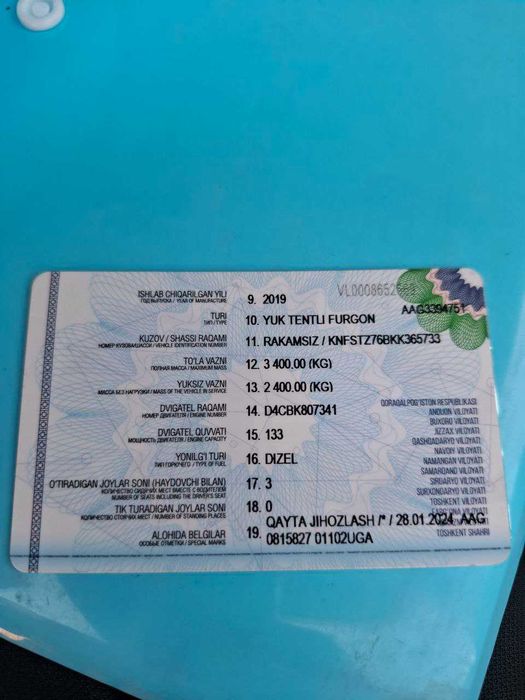 VL0008652
AAG3394751
ISHLAB CHIQARILGAN YILI
ГОД ВЫПУСКА / YEAR OF MANUFACTURE
9. 2019
TURI
ТИП / TYPE
10. YUK TENTLI FURGON
KUZOV / SHASSI RAQAMI
НОМЕР КУЗОВА/ШАССИ / VEHICLE IDENTIFICATION NUMBER
11. RAKAMSIZ / KNFSTZ76BKK365733
TO'LA VAZNI
ПОЛНАЯ МАССА / MAXIMUM MASS
12. 3 400.00 (KG)
YUKSIZ VAZNI
МАССА БЕЗ НАГРУЗКИ / MASS OF THE VEHICLE IN SERVICE
13. 2 400.00 (KG)
DVIGATEL RAQAMI
НОМЕР ДВИГАТЕЛЯ / ENGINE NUMBER
14. D4CBK807341
DVIGATEL QUVVATI
МОЩНОСТЬ ДВИГАТЕЛЯ / ENGINE CAPACITY
15. 133
YONILG'I TURI
ТИП ГОРЮЧЕГО / TYPE OF FUEL
16. DIZEL
O'TIRADIGAN JOYLAR SONI (HAYDOVCHI BILAN)
КОЛИЧЕСТВО СИДЯЧИХ МЕСТ ВМЕСТЕ С ВОДИТЕЛЕМ
NUMBER OF SEATS INCLUDING THE DRIVER'S SEAT
17. 3
TIK TURADIGAN JOYLAR SONI
КОЛИЧЕСТВО СТОЯЧИХ МЕСТ / NUMBER OF STANDING PLACES
18. 0
ALOHIDA BELGILAR
ОСОБЫЕ ОТМЕТКИ / SPECIAL MARKS
19. QAYTA JIHOZLASH /* / 28.01.2024 AAG
0815827 01102UGA
QORAQALPOG'ISTON RESPUBLIKASI
ANDIJON VILOYATI
BUXORO VILOYATI
JIZZAX VILOYATI
QASHQADARYO VILOYATI
NAVOIY VILOYATI
NAMANGAN VILOYATI
SAMARQAND VILOYATI
SIRDARYO VILOYATI
SURXONDARYO VILOYATI
TOSHKENT VILOYATI
FARG'ONA VILOYATI
TOSHKENT SHAHRI